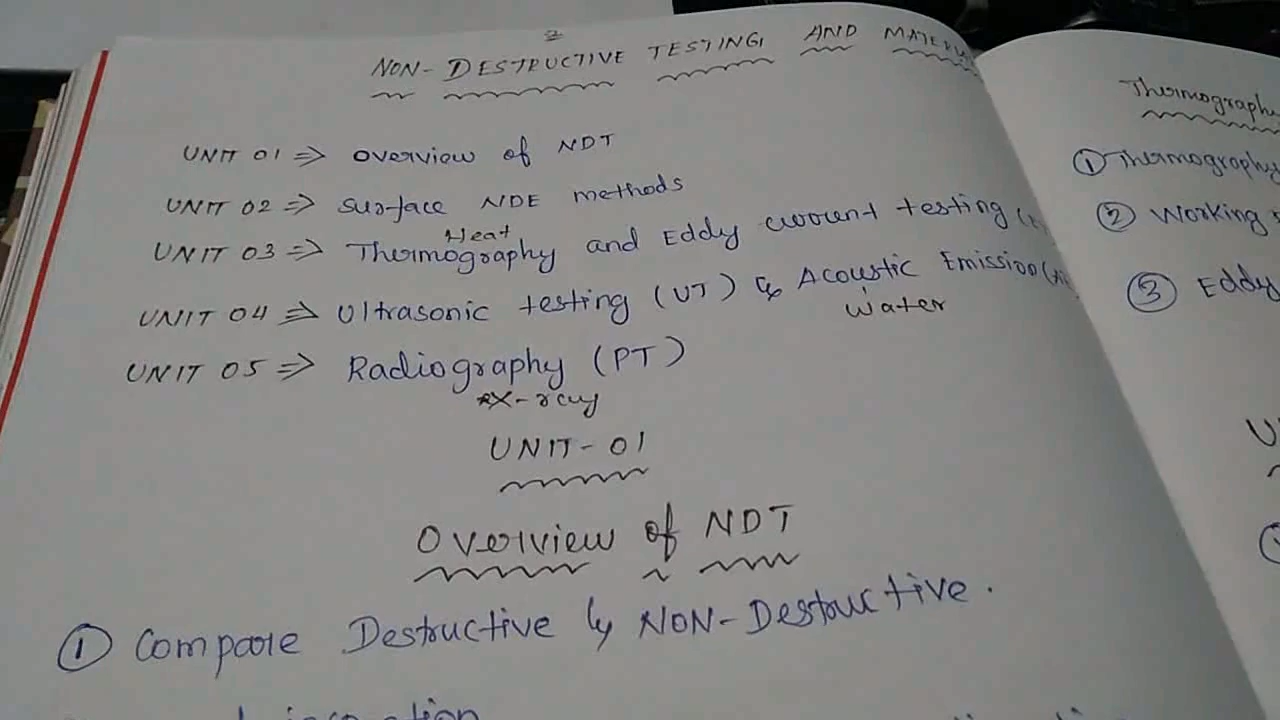 NON-DESTRUCTIVE TESTING AND
UNIT 01 => Overview of NDT
UNIT 02 => Surface NDE methods
Heat
UNIT 03 => Thermography and Eddy current testing
UNIT 04 => Ultrasonic testing (UT) & Acoustic Emission
Water
UNIT 05 => Radiography (PT)
X-ray
UNIT-01
Overview of NDT
① Compare Destructive & NON-Destructive.
Thermography
① Thermography
② Working
③ Eddy